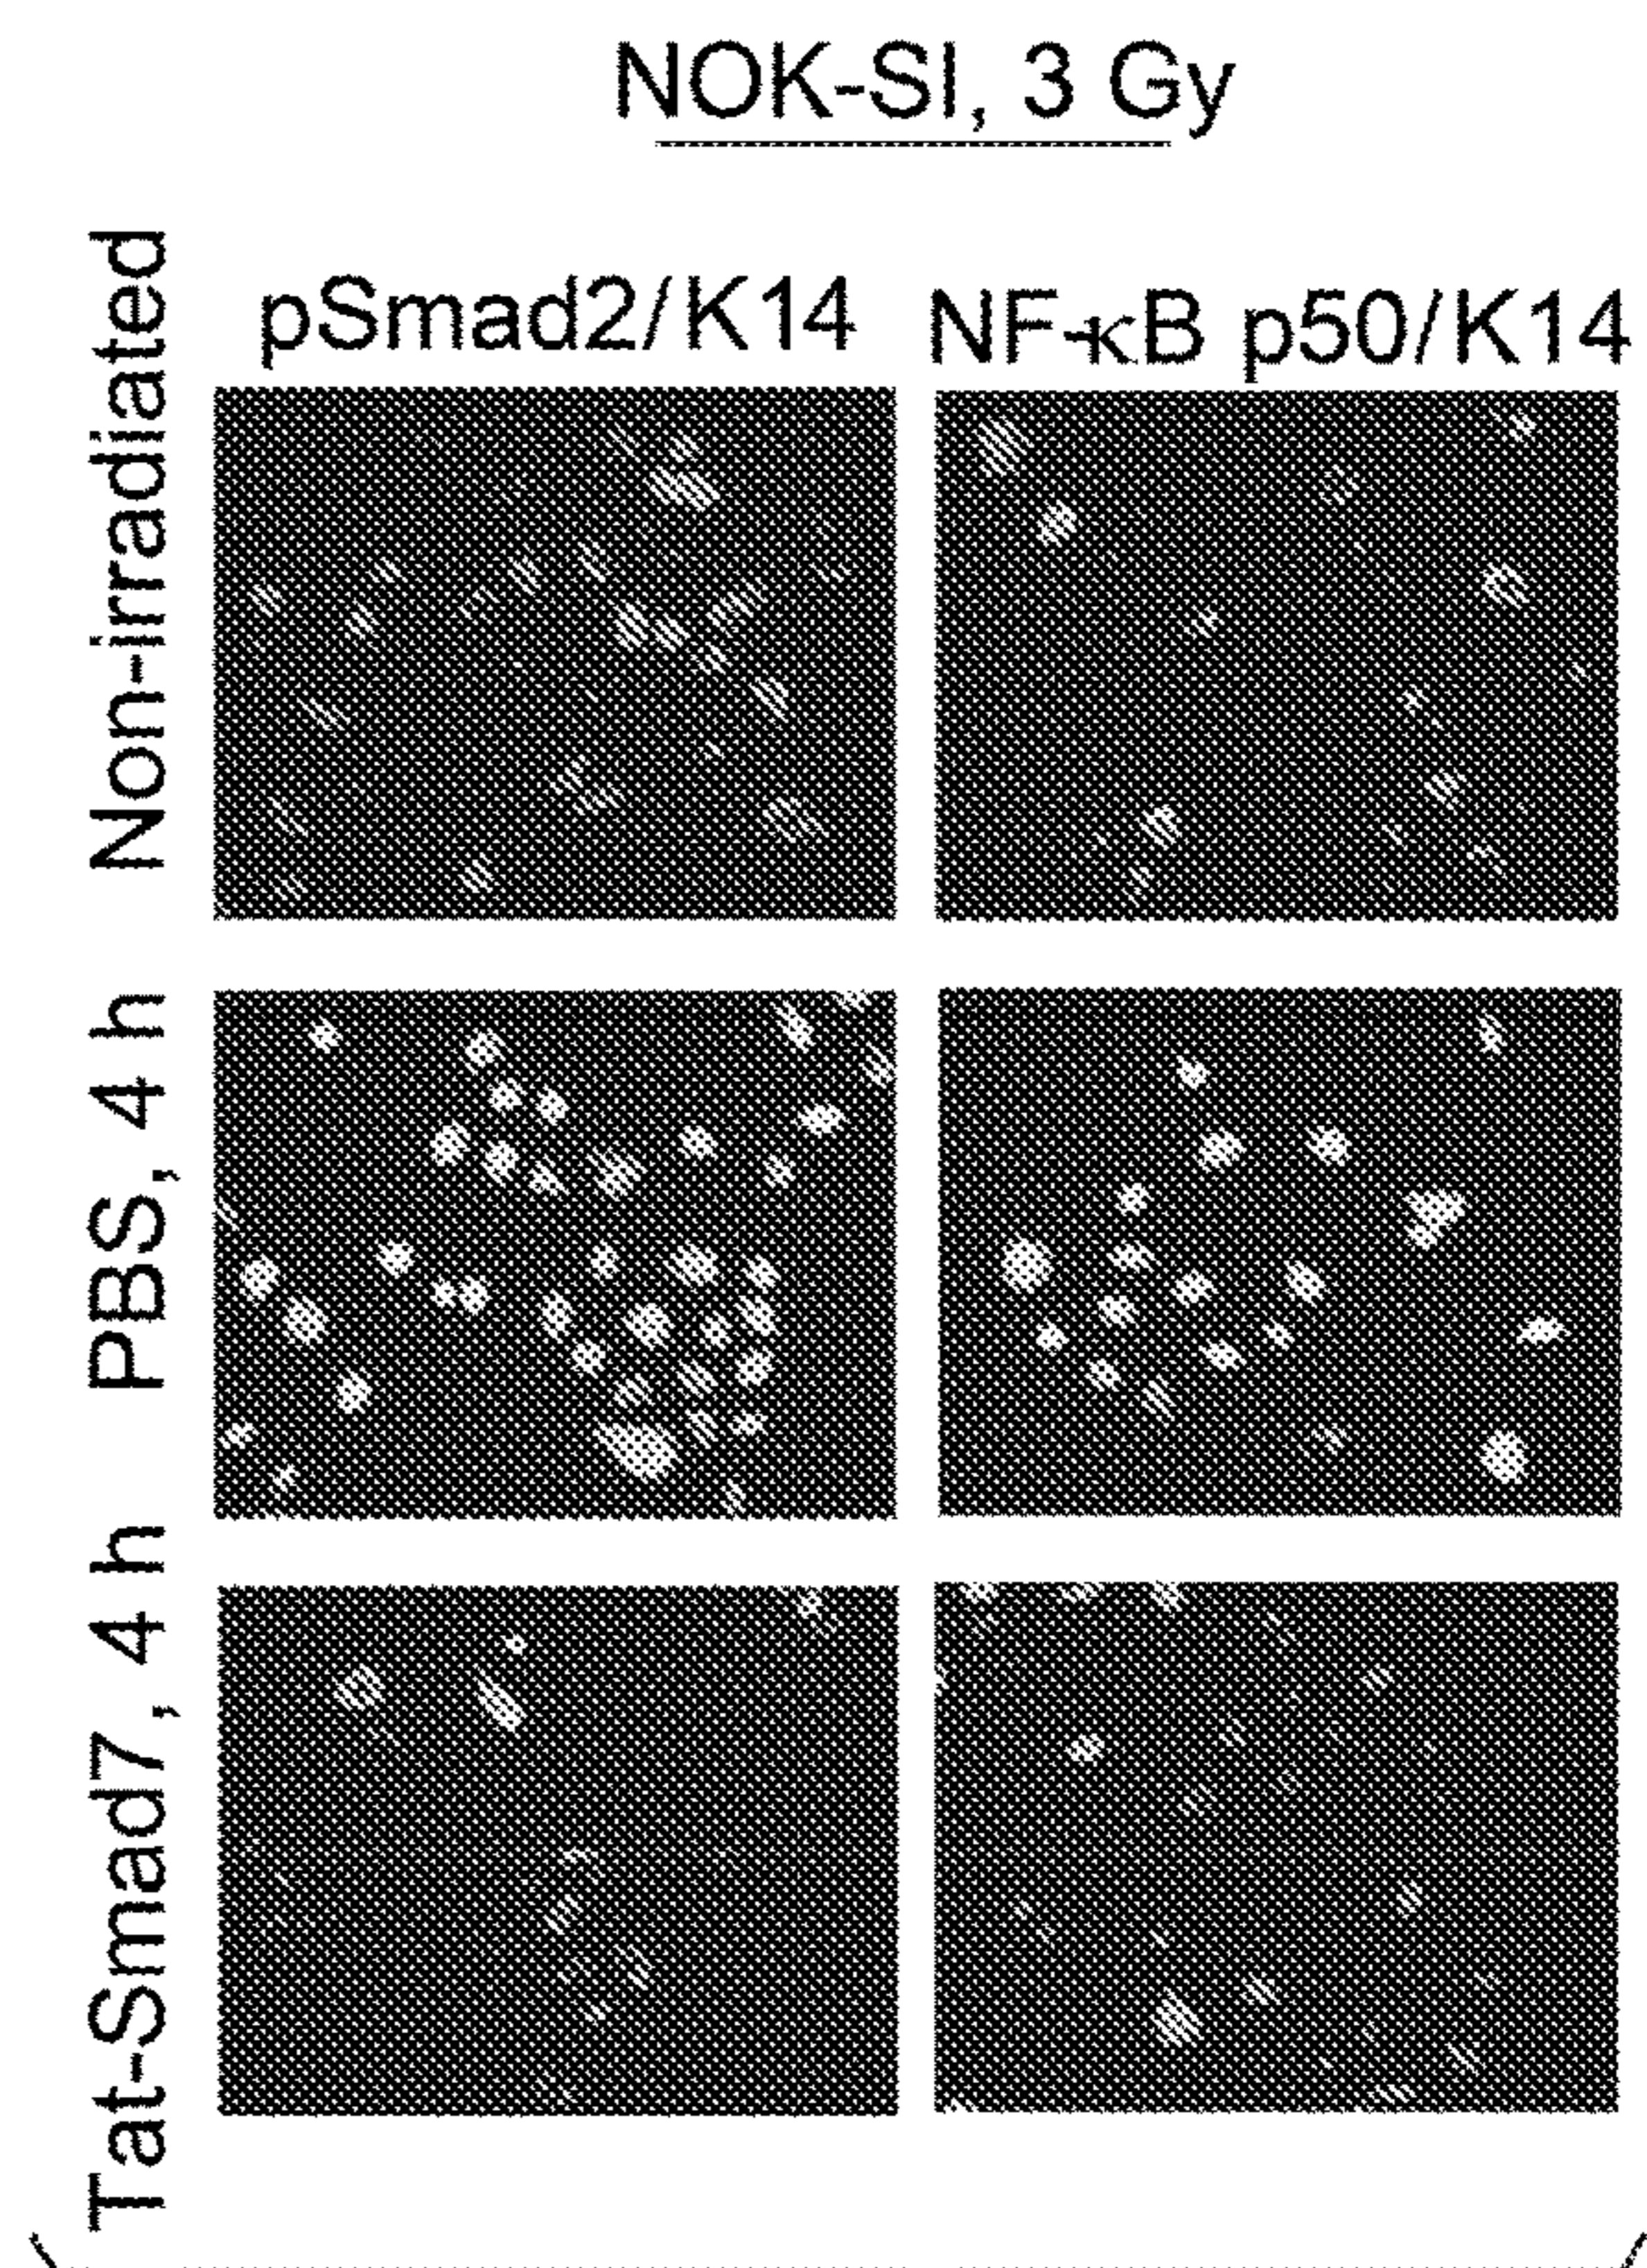 NOK-SI, 3 Gy
pSmad2/K14
NF-κB p50/K14
Non-irradiated
PBS, 4 h
Tat-Smad7, 4 h